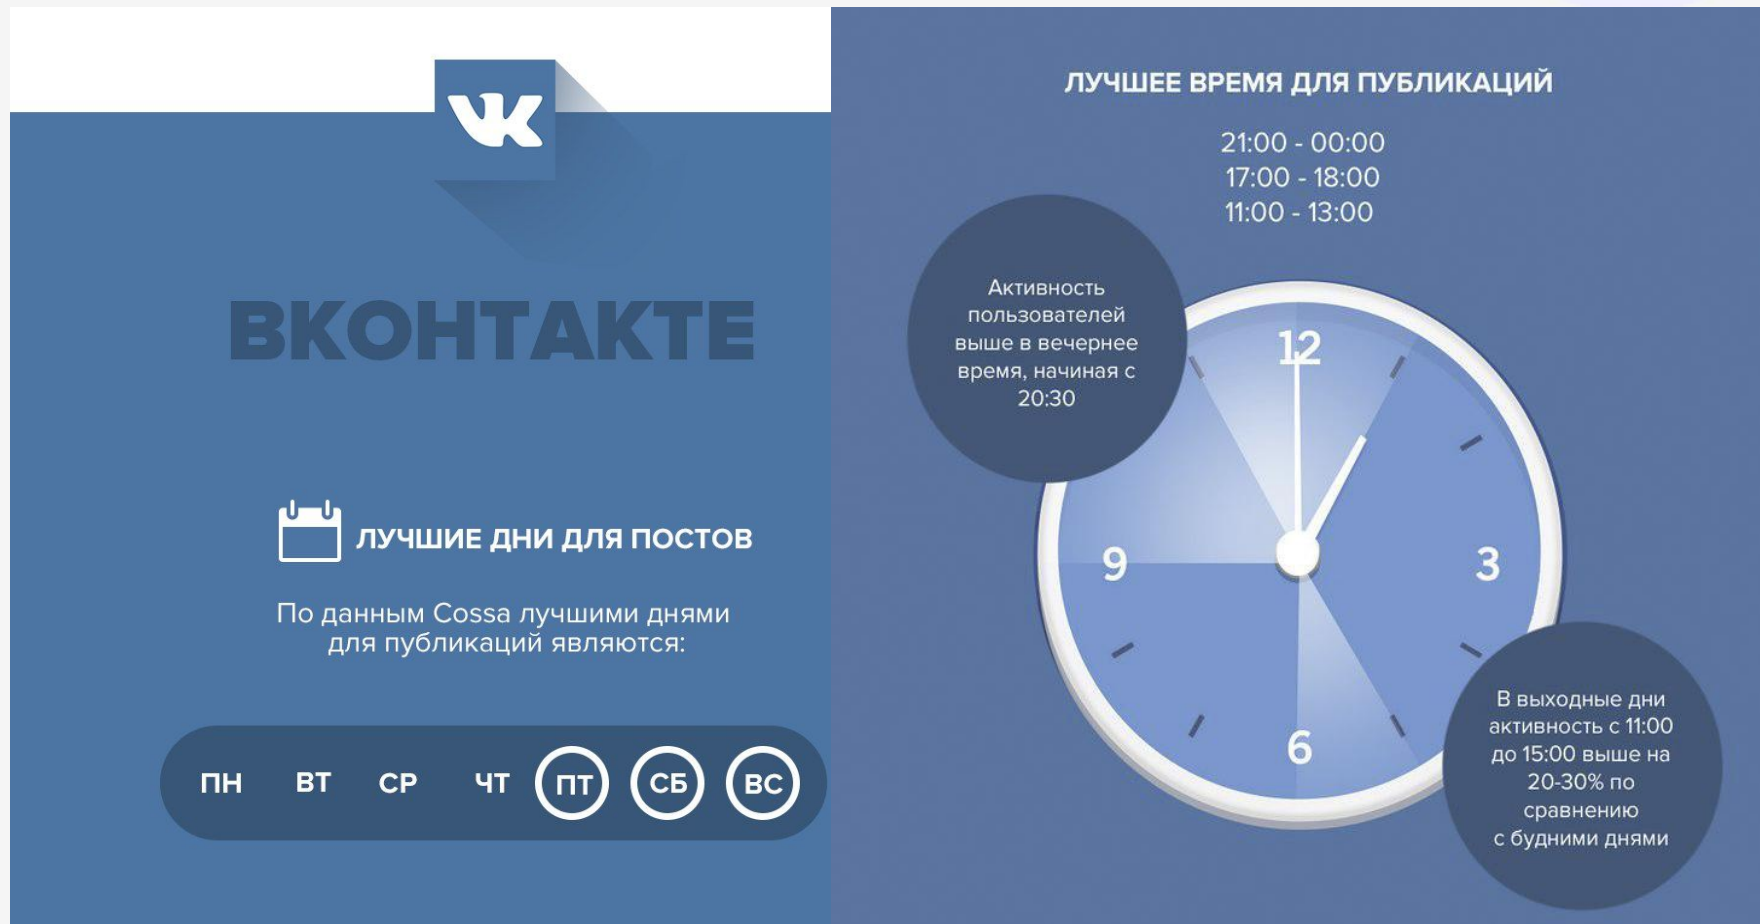 VK
ВКОНТАКТЕ
ЛУЧШИЕ ДНИ ДЛЯ ПОСТОВ
По данным Cossa лучшими днями
для публикаций являются:
ПН ВТ СР ЧТ ПТ СБ ВС
ЛУЧШЕЕ ВРЕМЯ ДЛЯ ПУБЛИКАЦИЙ
21:00 - 00:00
17:00 - 18:00
11:00 - 13:00
Активность
пользователей
выше в вечернее
время, начиная с
20:30
12
9
3
6
В выходные дни
активность с 11:00
до 15:00 выше на
20-30% по
сравнению
с будними днями